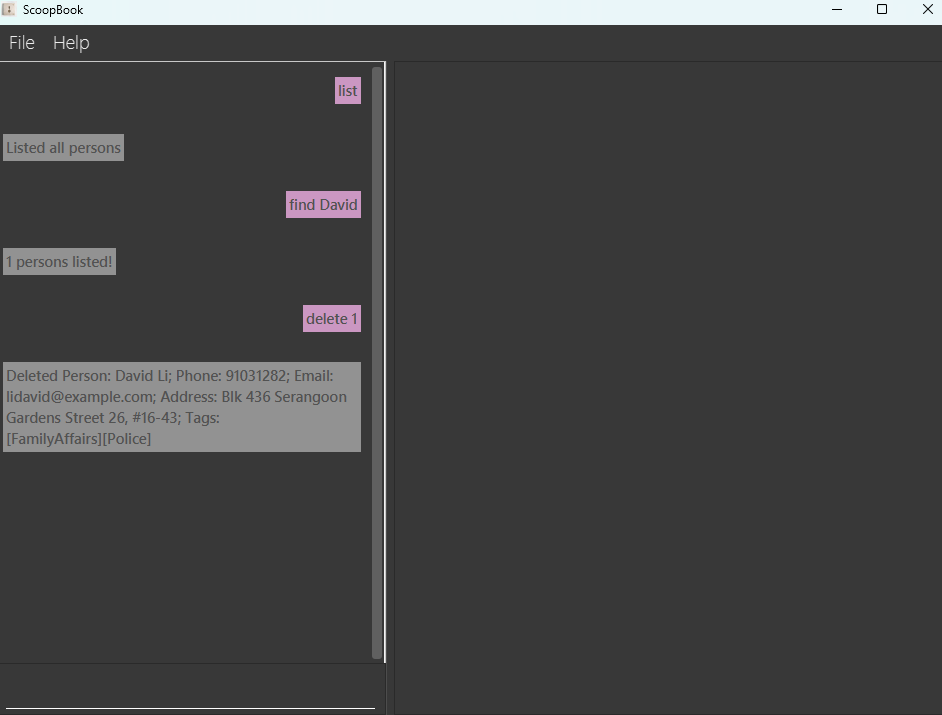 ScoopBook
File Help
list
Listed all persons
find David
1 persons listed!
delete 1
Deleted Person: David Li; Phone: 91031282; Email:
lidavid@example.com; Address: Blk 436 Serangoon
Gardens Street 26, #16-43; Tags:
[FamilyAffairs][Police]